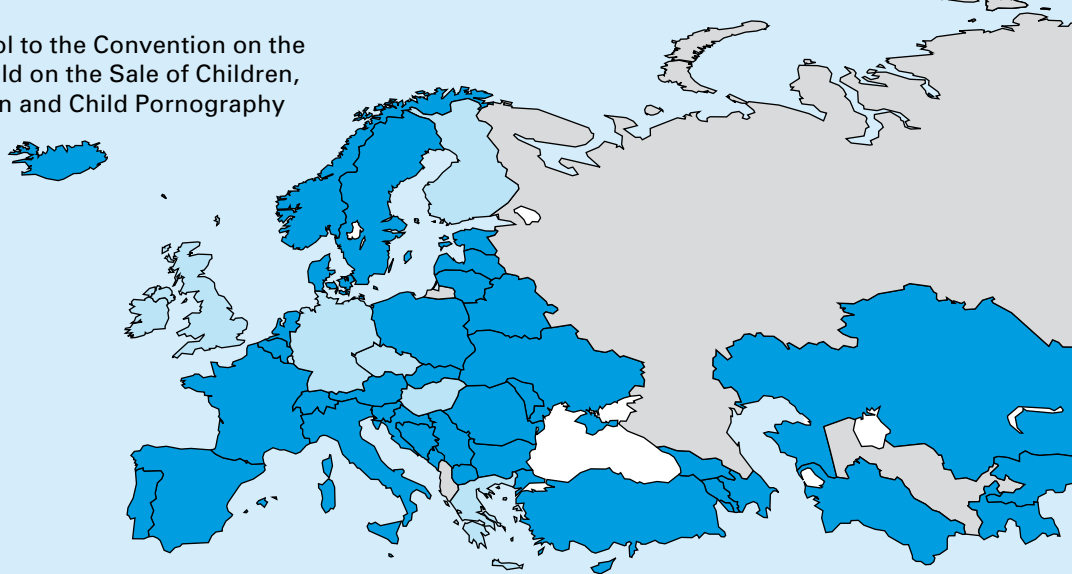 ol to the Convention on the
ld on the Sale of Children,
n and Child Pornography